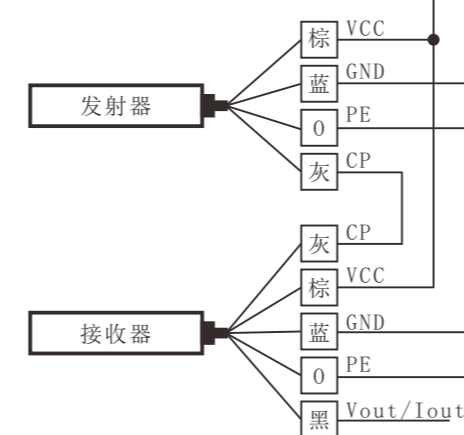 棕 VCC
蓝 GND
发射器
0 PE
灰 CP
灰 CP
棕 VCC
蓝 GND
接收器
0 PE
黑 Vout/Iout